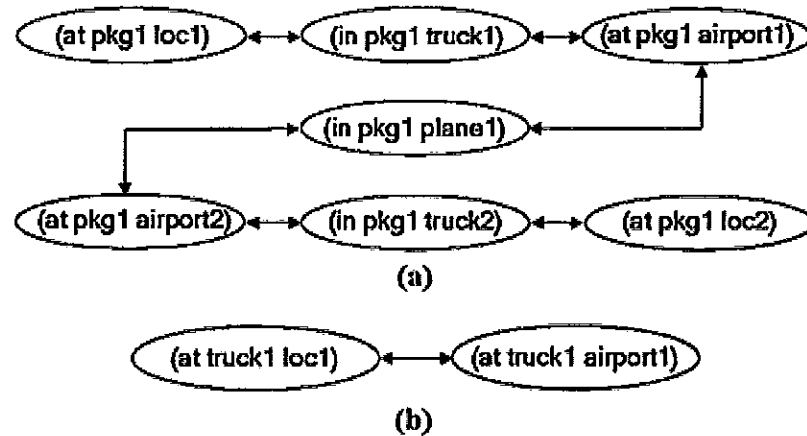 (at pkg1 loc1) (in pkg1 truck1) (at pkg1 airport1)
(in pkg1 plane1)
(at pkg1 airport2) (in pkg1 truck2) (at pkg1 loc2)
(a)
(at truck1 loc1) (at truck1 airport1)
(b)